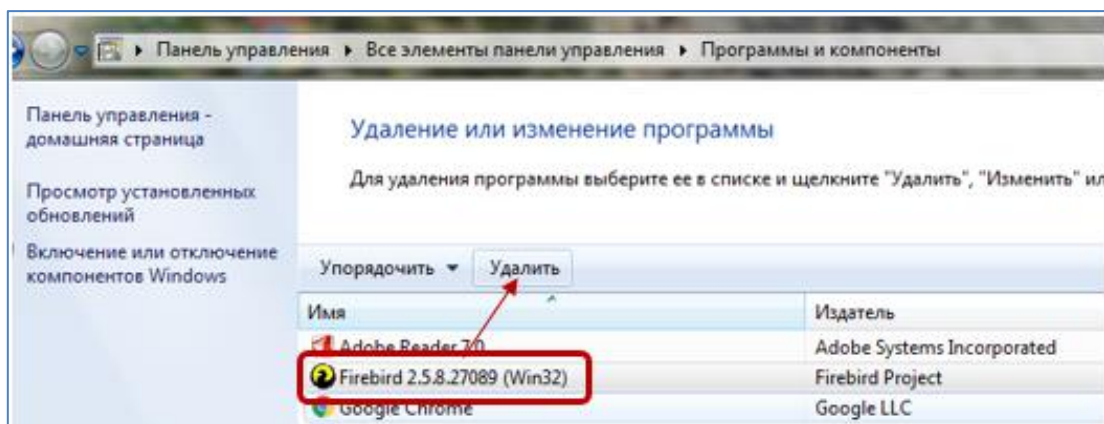 Панель управления ▸ Все элементы панели управления ▸ Программы и компоненты
Панель управления -
домашняя страница
Просмотр установленных
обновлений
Включение или отключение
компонентов Windows
Удаление или изменение программы
Для удаления программы выберите ее в списке и щелкните "Удалить", "Изменить" ил
Упорядочить Удалить
Имя Издатель
Adobe Reader 7.0 Adobe Systems Incorporated
Firebird 2.5.8.27089 (Win32) Firebird Project
Google Chrome Google LLC